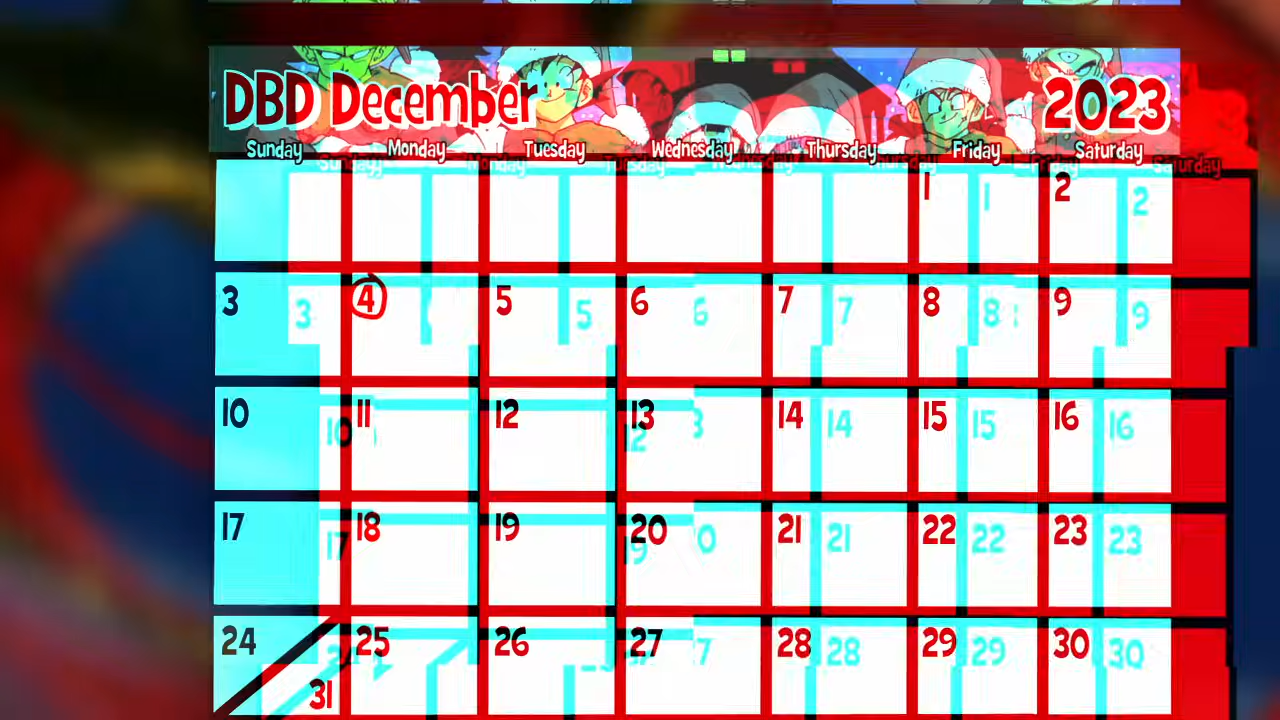 DBD December 2023
Sunday Monday Tuesday Wednesday Thursday Friday Saturday
1 2
3 4 5 6 7 8 9
10 11 12 13 14 15 16
17 18 19 20 21 22 23
24 25 26 27 28 29 30
31